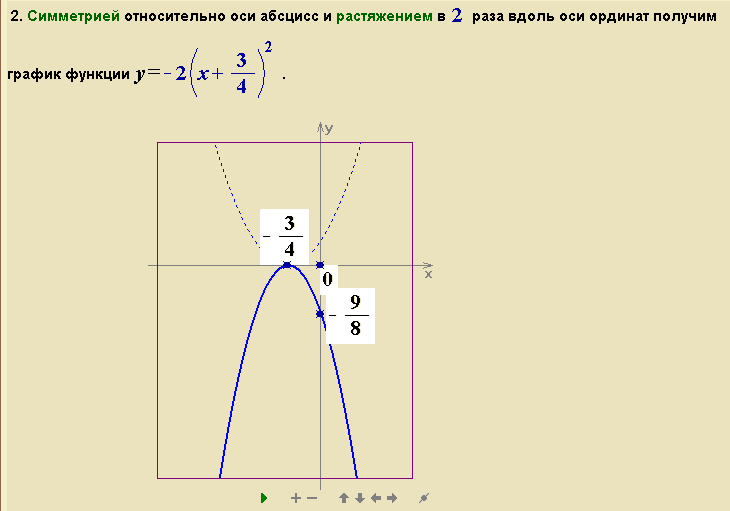 2. Симметрией относительно оси абсцисс и растяжением в 2 раза вдоль оси ординат получим
график функции y=-2(x+3/4)^2 .
y
-3/4
x
0
-9/8